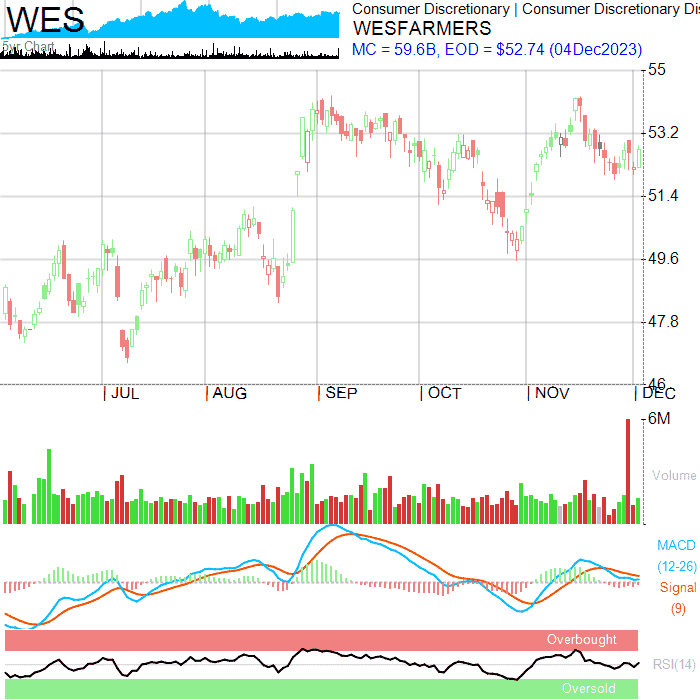 WES
5yr Chart
Consumer Discretionary | Consumer Discretionary Dis
WESFARMERS
MC = 59.6B, EOD = $52.74 (04Dec2023)
55
53.2
51.4
49.6
47.8
46
JUL AUG SEP OCT NOV DEC
6M
Volume
MACD
(12-26)
Signal
(9)
Overbought
RSI(14)
Oversold